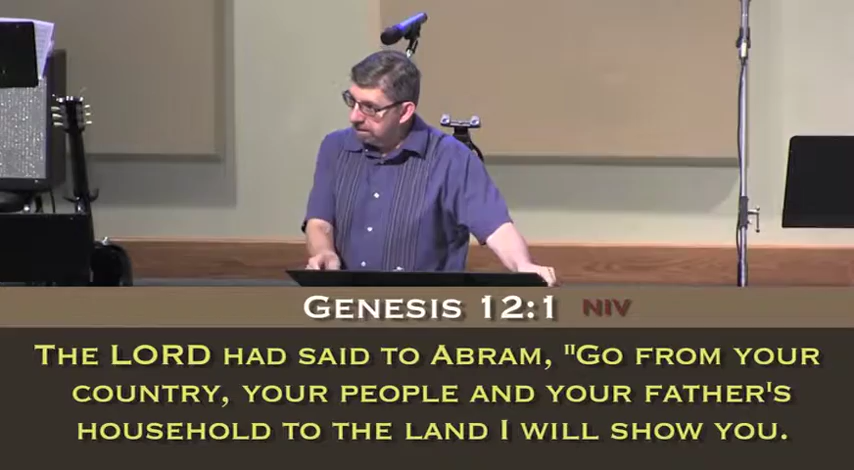 Genesis 12:1 NIV
The LORD had said to Abram, "Go from your
country, your people and your father's
household to the land I will show you.